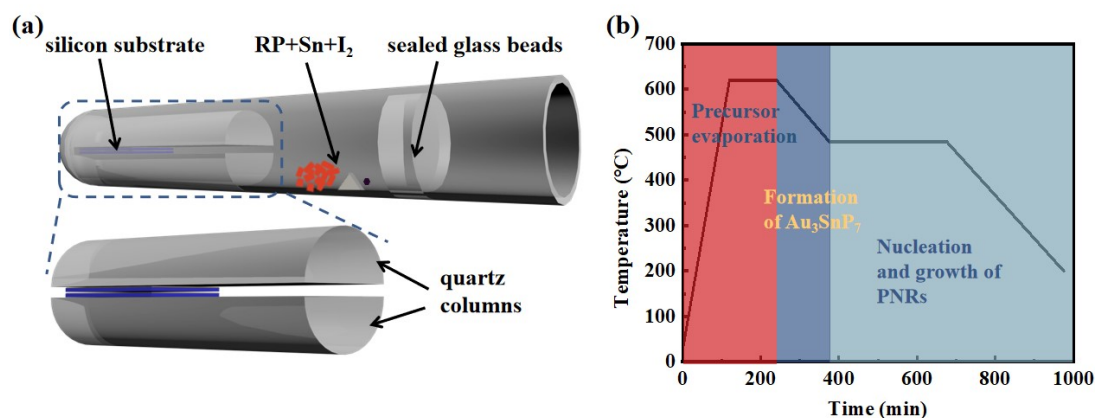 (a)
silicon substrate
RP+Sn+I₂
sealed glass beads
quartz
columns
(b)
Temperature (℃)
700
600
500
400
300
200
100
0
Precursor
evaporation
Formation
of Au₃SnP₇
Nucleation
and growth of
PNRs
0 200 400 600 800 1000
Time (min)